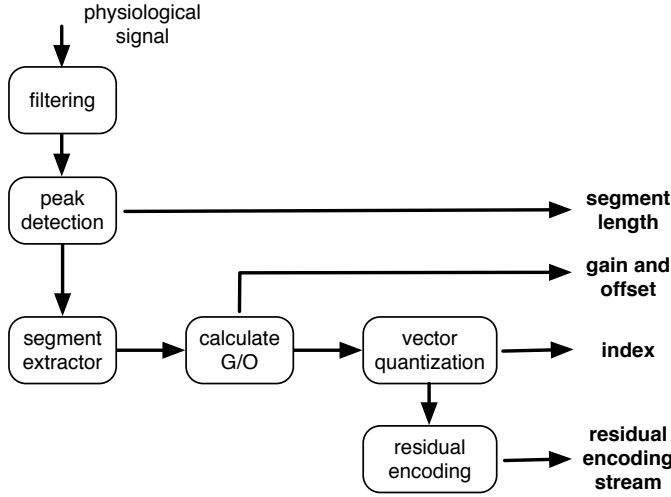 physiological
signal
filtering
peak
detection
segment
length
gain and
offset
segment
extractor
calculate
G/O
vector
quantization
index
residual
encoding
residual
encoding
stream